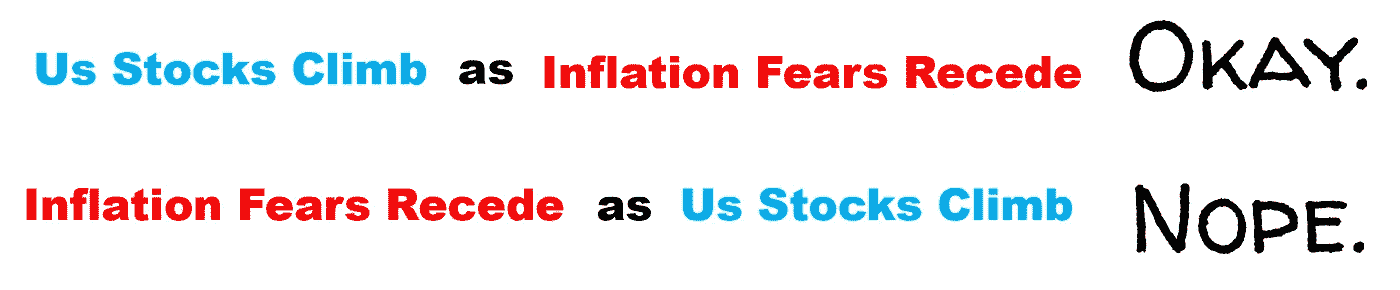 Us Stocks Climb as Inflation Fears Recede OKAY.
Inflation Fears Recede as Us Stocks Climb NOPE.